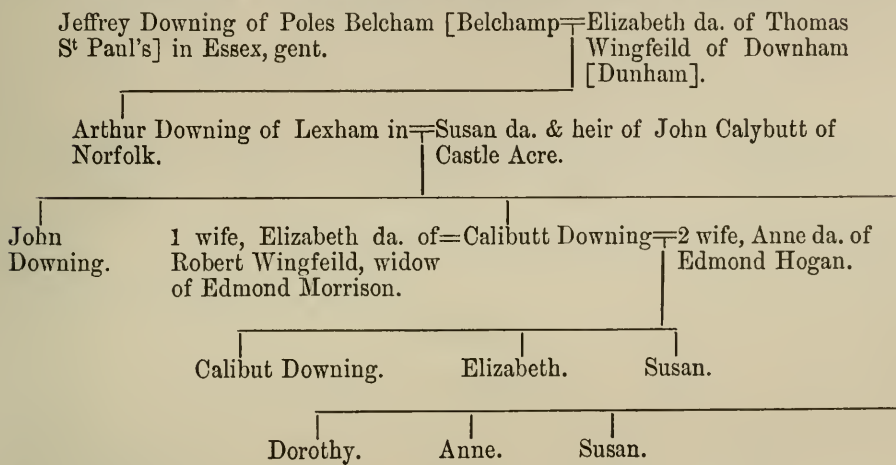 Jeffrey Downing of Poles Belcham [Belchamp=Elizabeth da. of Thomas
St Paul's] in Essex, gent. Wingfeild of Downham
[Dunham].
Arthur Downing of Lexham in=Susan da. & heir of John Calybutt of
Norfolk. Castle Acre.
John 1 wife, Elizabeth da. of=Calibutt Downing=2 wife, Anne da. of
Downing. Robert Wingfeild, widow Edmond Hogan.
of Edmond Morrison.
Calibut Downing. Elizabeth. Susan.
Dorothy. Anne. Susan.